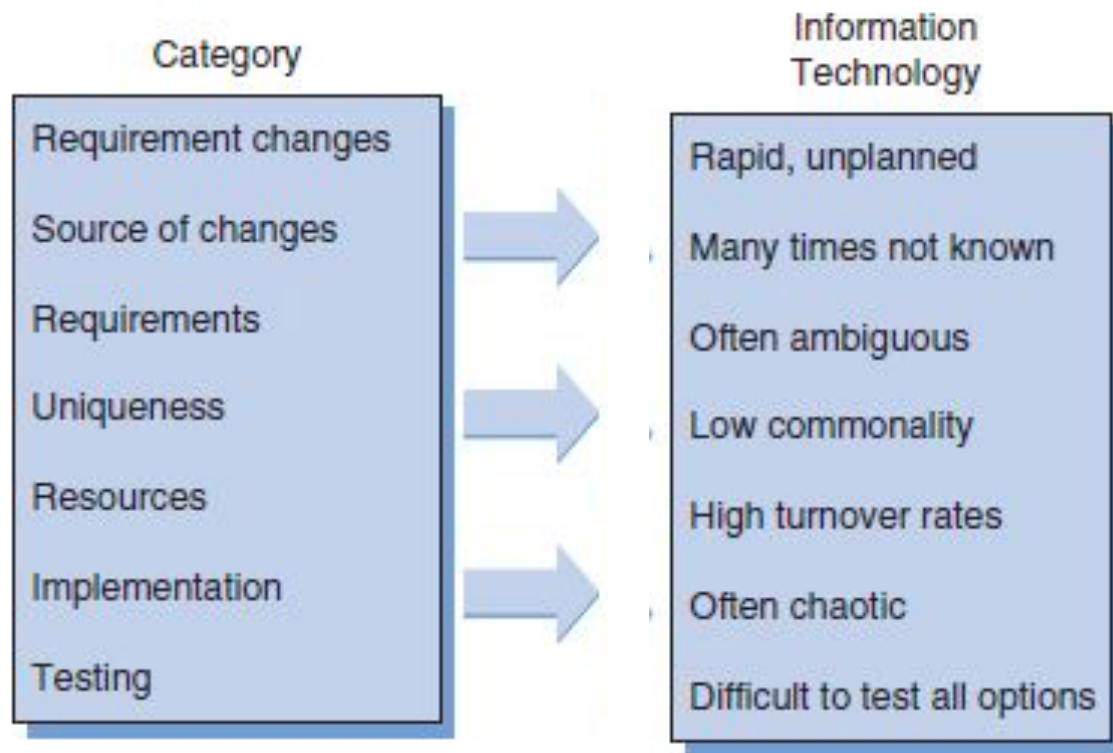 Category
Requirement changes
Source of changes
Requirements
Uniqueness
Resources
Implementation
Testing
Information
Technology
Rapid, unplanned
Many times not known
Often ambiguous
Low commonality
High turnover rates
Often chaotic
Difficult to test all options